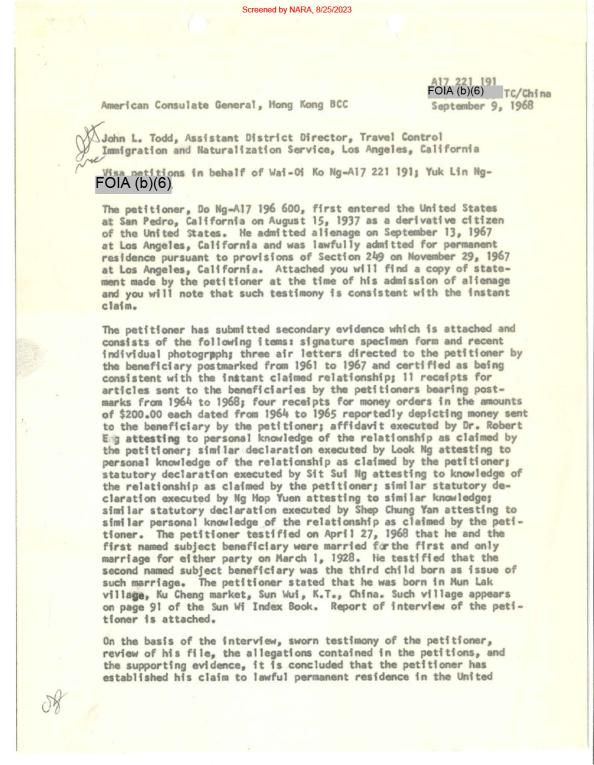 Screened by NARA, 8/25/2023
A17 221 191
FOIA (b)(6) TC/China
American Consulate General, Hong Kong BCC September 9, 1968
John L. Todd, Assistant District Director, Travel Control
Immigration and Naturalization Service, Los Angeles, California
Visa petitions in behalf of Wai-Oi Ko Ng-A17 221 191; Yuk Lin Ng-
FOIA (b)(6)
The petitioner, Do Ng-A17 196 600, first entered the United States
at San Pedro, California on August 15, 1937 as a derivative citizen
of the United States. He admitted alienage on September 13, 1967
at Los Angeles, California and was lawfully admitted for permanent
residence pursuant to provisions of Section 249 on November 29, 1967
at Los Angeles, California. Attached you will find a copy of state-
ment made by the petitioner at the time of his admission of alienage
and you will note that such testimony is consistent with the instant
claim.
The petitioner has submitted secondary evidence which is attached and
consists of the following items: signature specimen form and recent
individual photograph; three air letters directed to the petitioner by
the beneficiary postmarked from 1961 to 1967 and certified as being
consistent with the instant claimed relationship; 11 receipts for
articles sent to the beneficiaries by the petitioners bearing post-
marks from 1964 to 1968; four receipts for money orders in the amounts
of $200.00 each dated from 1964 to 1965 reportedly depicting money sent
to the beneficiary by the petitioner; affidavit executed by Dr. Robert
Eng attesting to personal knowledge of the relationship as claimed by
the petitioner; similar declaration executed by Look Ng attesting to
personal knowledge of the relationship as claimed by the petitioner;
statutory declaration executed by Sit Sui Ng attesting to knowledge of
the relationship as claimed by the petitioner; similar statutory de-
claration executed by Ng Hop Yuen attesting to similar knowledge;
similar statutory declaration executed by Shep Chung Yan attesting to
similar personal knowledge of the relationship as claimed by the peti-
tioner. The petitioner testified on April 27, 1968 that he and the
first named subject beneficiary were married for the first and only
marriage for either party on March 1, 1928. He testified that the
second named subject beneficiary was the third child born as issue of
such marriage. The petitioner stated that he was born in Mun Lak
village, Ku Cheng market, Sun Wui, K.T., China. Such village appears
on page 91 of the Sun Wi Index Book. Report of interview of the peti-
tioner is attached.
On the basis of the interview, sworn testimony of the petitioner,
review of his file, the allegations contained in the petitions, and
the supporting evidence, it is concluded that the petitioner has
established his claim to lawful permanent residence in the United